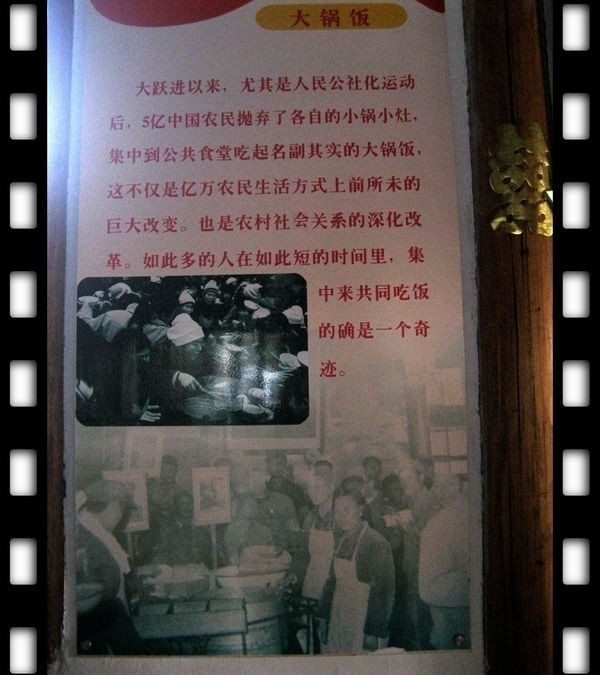 大锅饭
大跃进以来，尤其是人民公社化运动
后，5亿中国农民抛弃了各自的小锅小灶，
集中到公共食堂吃起名副其实的大锅饭，
这不仅是亿万农民生活方式上前所未的
巨大改变。也是农村社会关系的深化改
革。如此多的人在如此短的时间里，集
中来共同吃饭
的确是一个奇
迹。